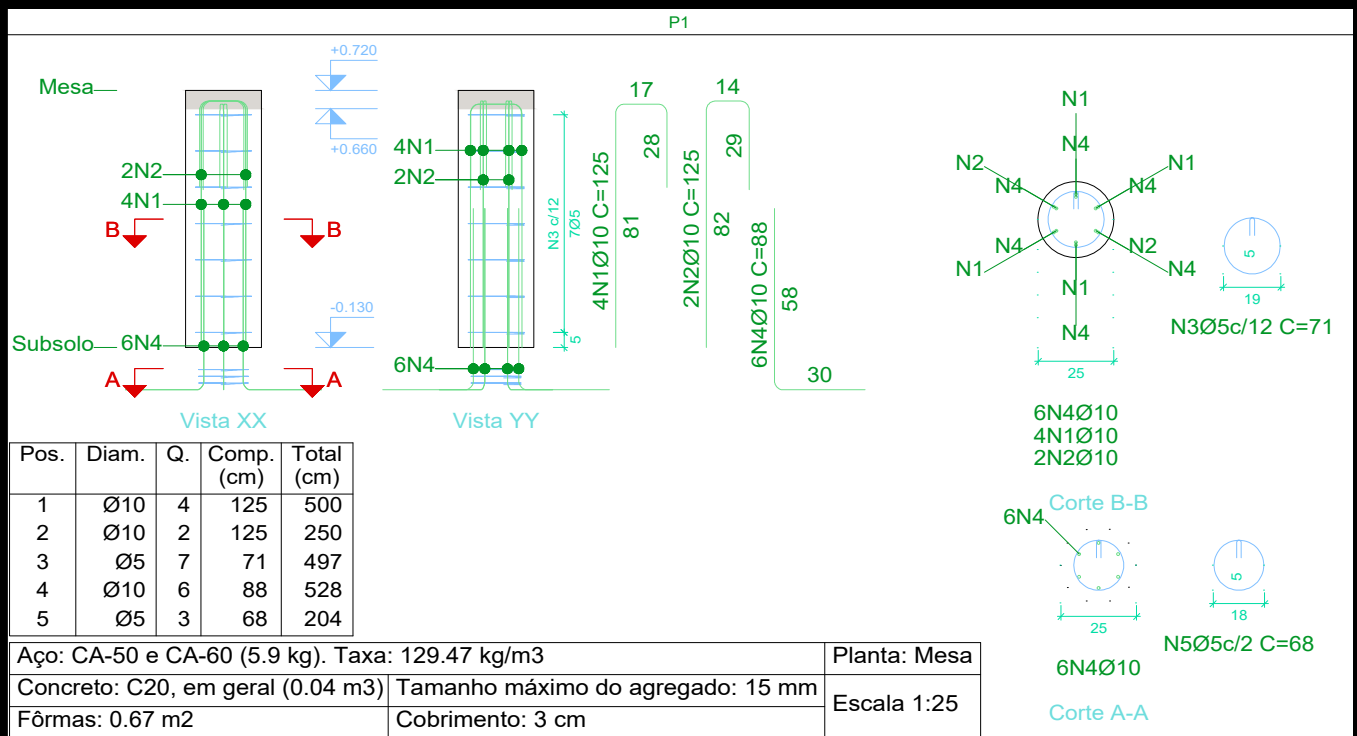 P1
+0.720
+0.660
-0.130
Mesa
2N2
4N1
B B
Subsolo 6N4
A A
Vista XX
4N1
2N2
6N4
Vista YY
N3 c/12
7Ø5
5
17
28
81
4N1Ø10 C=125
14
29
82
2N2Ø10 C=125
58
30
6N4Ø10 C=88
N1
N4
N2 N1
N4 N4
N4 N2
N1 N4
N1
N4
25
6N4Ø10
4N1Ø10
2N2Ø10
Corte B-B
5
19
N3Ø5c/12 C=71
6N4
25
6N4Ø10
Corte A-A
5
18
N5Ø5c/2 C=68
Pos. Diam. Q. Comp. (cm) Total (cm)
1 Ø10 4 125 500
2 Ø10 2 125 250
3 Ø5 7 71 497
4 Ø10 6 88 528
5 Ø5 3 68 204
Aço: CA-50 e CA-60 (5.9 kg). Taxa: 129.47 kg/m3 Planta: Mesa
Concreto: C20, em geral (0.04 m3) Tamanho máximo do agregado: 15 mm Escala 1:25
Fôrmas: 0.67 m2 Cobrimento: 3 cm